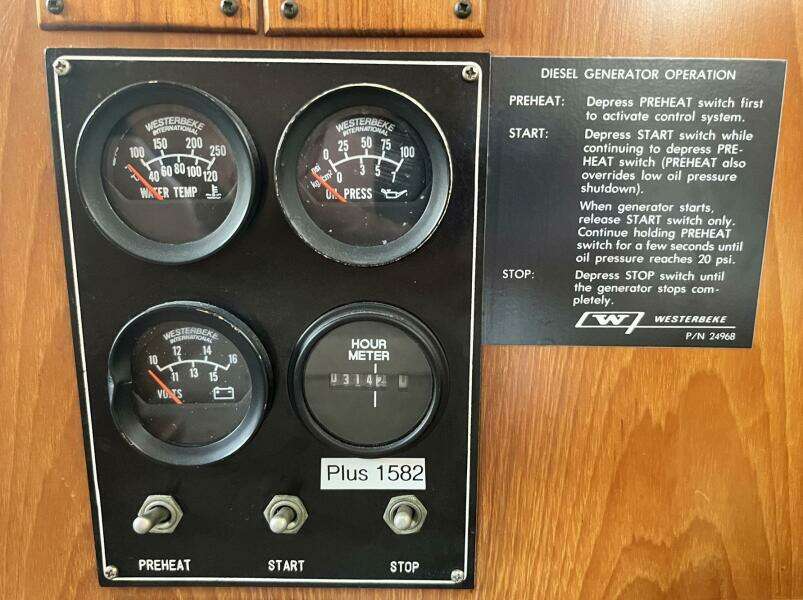 WESTERBEKE
INTERNATIONAL
100 150 200 250
40 60 80 100 120
WATER TEMP
WESTERBEKE
INTERNATIONAL
0 25 50 75 100
psi
kg/cm2
0 3 5 7
OIL PRESS
WESTERBEKE
INTERNATIONAL
10 12 14 16
11 13 15
VOLTS
HOUR
METER
Plus 1582
PREHEAT START STOP
DIESEL GENERATOR OPERATION
PREHEAT: Depress PREHEAT switch first
to activate control system.
START: Depress START switch while
continuing to depress PRE-
HEAT switch (PREHEAT also
overrides low oil pressure
shutdown).
When generator starts,
release START switch only.
Continue holding PREHEAT
switch for a few seconds until
oil pressure reaches 20 psi.
STOP: Depress STOP switch until
the generator stops com-
pletely.
W WESTERBEKE
P/N 24968